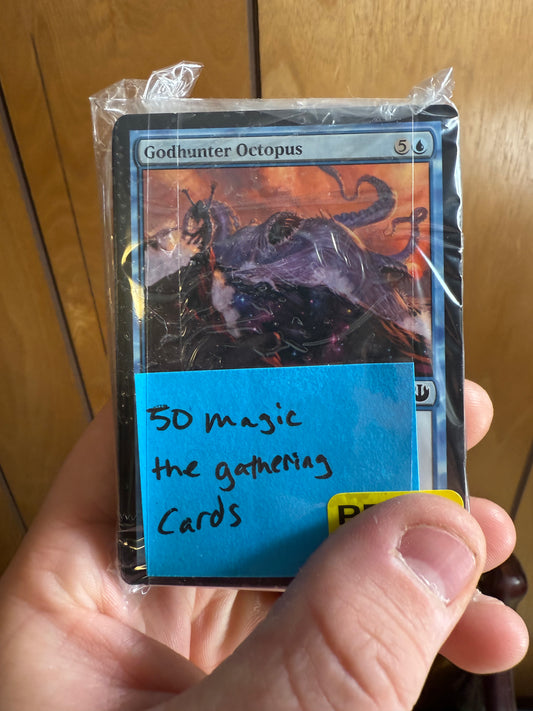 Godhunter Octopus 5
50 magic
the gathering
Cards